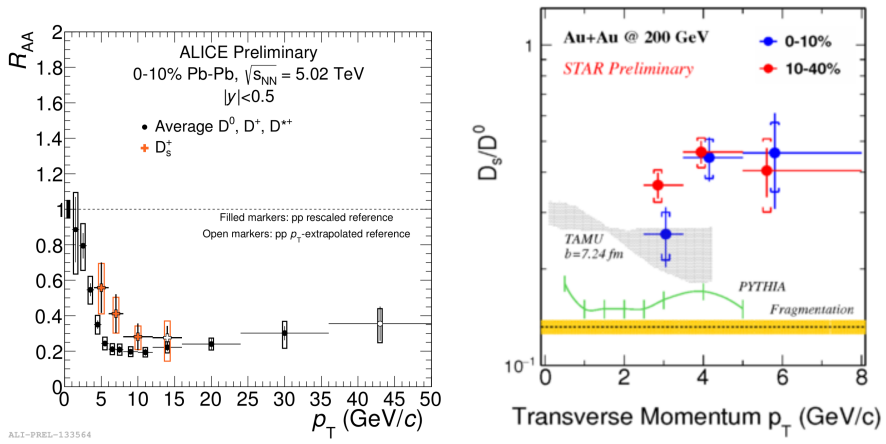 R_AA
2
1.8
1.6
1.4
1.2
1
0.8
0.6
0.4
0.2
0
ALICE Preliminary
0-10% Pb-Pb, √s_NN = 5.02 TeV
|y|<0.5
Average D⁰, D⁺, D*⁺
D_s⁺
Filled markers: pp rescaled reference
Open markers: pp p_T-extrapolated reference
0 5 10 15 20 25 30 35 40 45 50
p_T (GeV/c)
ALI-PREL-133564
D_s/D⁰
1
10⁻¹
Au+Au @ 200 GeV
STAR Preliminary
0-10%
10-40%
TAMU
b=7.24 fm
PYTHIA
Fragmentation
0 2 4 6 8
Transverse Momentum p_T (GeV/c)